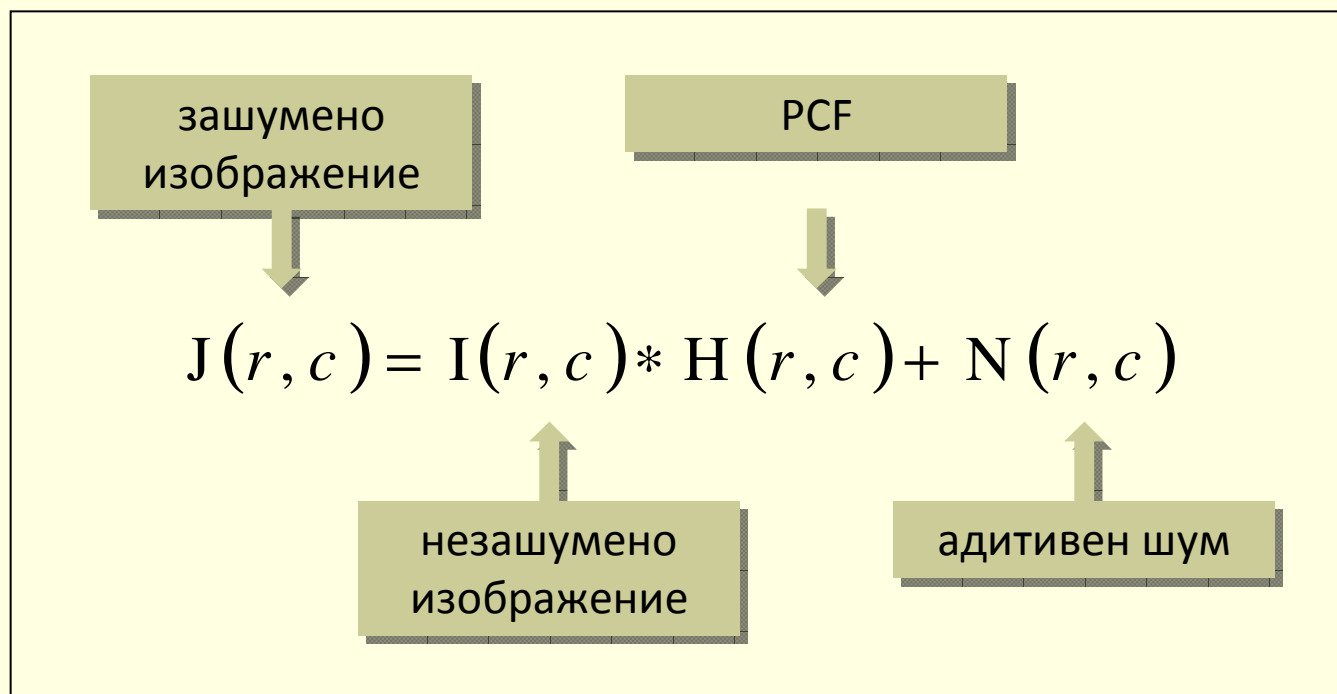 зашумено
изображение
PCF
J(r, c) = I(r, c) * H(r, c) + N(r, c)
незашумено
изображение
адитивен шум